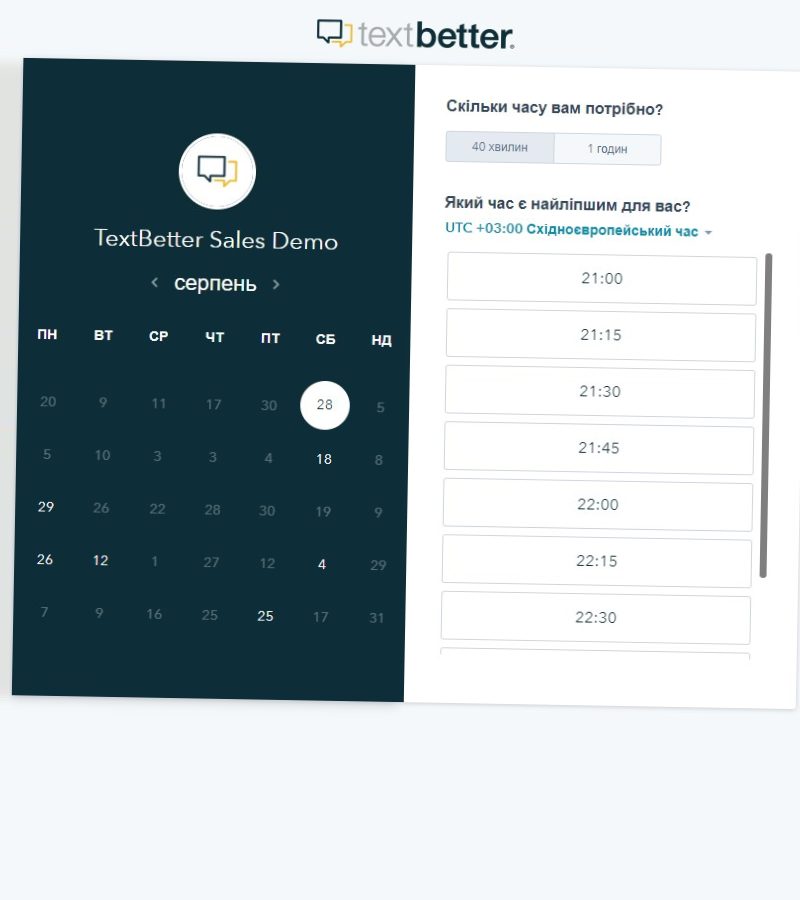 textbetter.
TextBetter Sales Demo
серпень
ПН ВТ СР ЧТ ПТ СБ НД
20 9 11 17 30 28 5
5 10 3 3 4 18 8
29 26 22 28 30 19 9
26 12 1 27 12 4 29
7 9 16 25 25 17 31
Скільки часу вам потрібно?
40 хвилин 1 годин
Який час є найліпшим для вас?
UTC +03:00 Східноєвропейський час
21:00
21:15
21:30
21:45
22:00
22:15
22:30